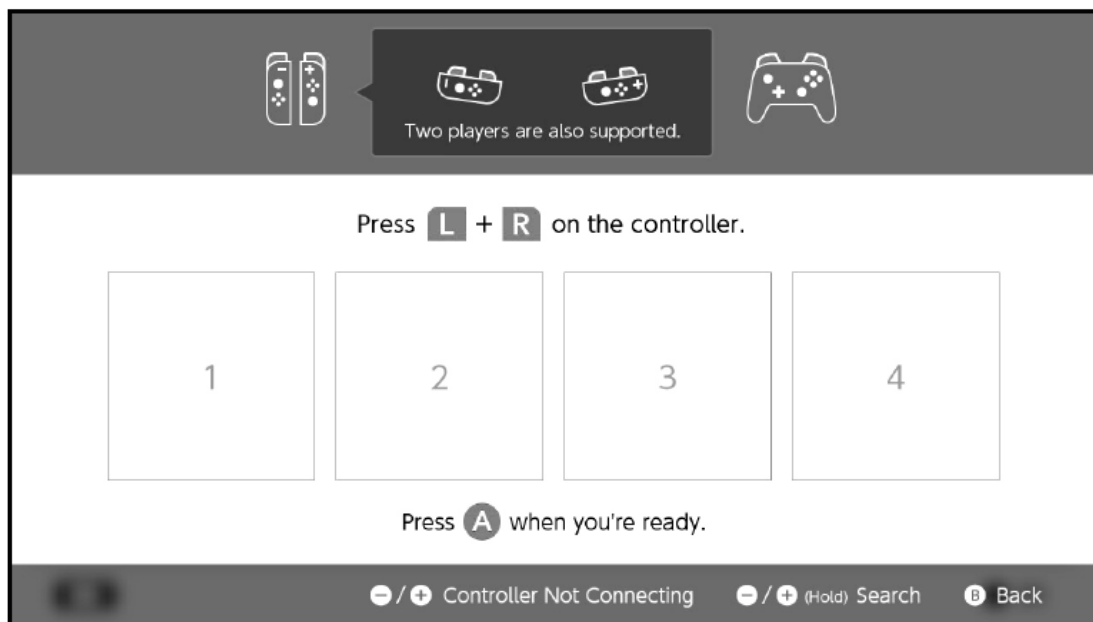 Two players are also supported.
Press L + R on the controller.
1 2 3 4
Press A when you're ready.
−/+ Controller Not Connecting −/+ (Hold) Search B Back